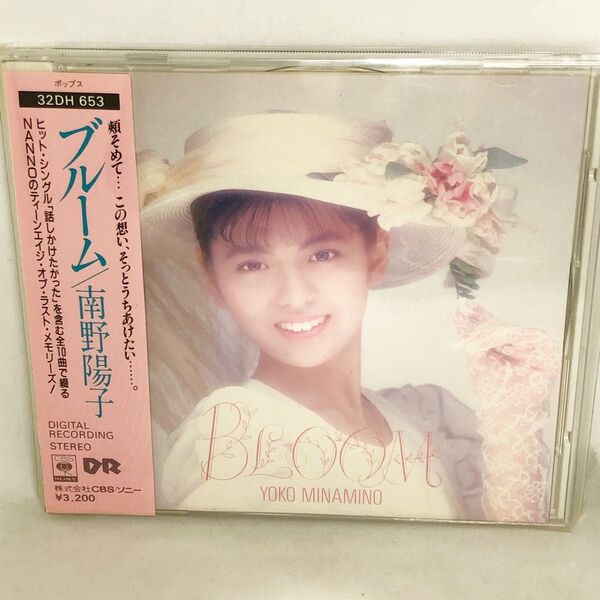 ポップス
32DH 653
頬そめて… この想い、そっとうちあけたい……。
ブルーム/南野陽子
ヒット・シングル「話しかけたかった」を含む全10曲で綴る
NANNOのティーンエイジ・オブ・ラスト・メモリーズ!
DIGITAL
RECORDING
STEREO
CBS
SONY
DR
株式会社CBS・ソニー
¥3,200
BLOOM
YOKO MINAMINO